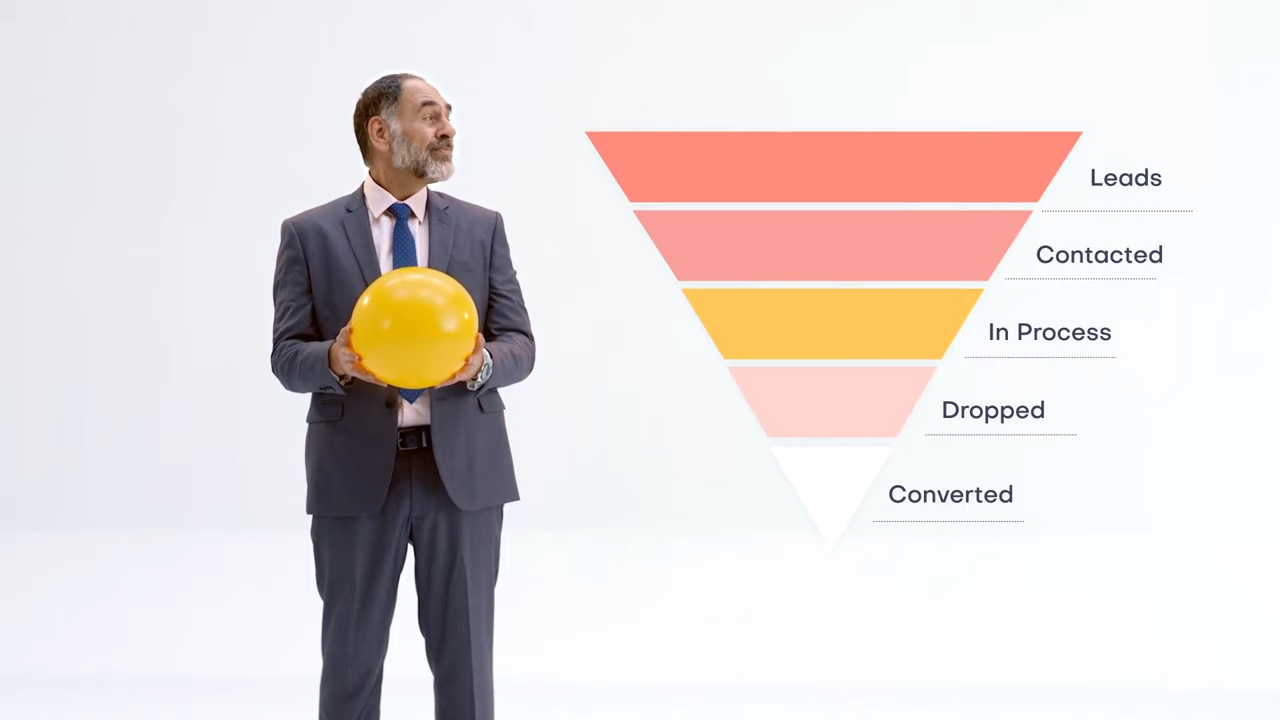 Leads
Contacted
In Process
Dropped
Converted